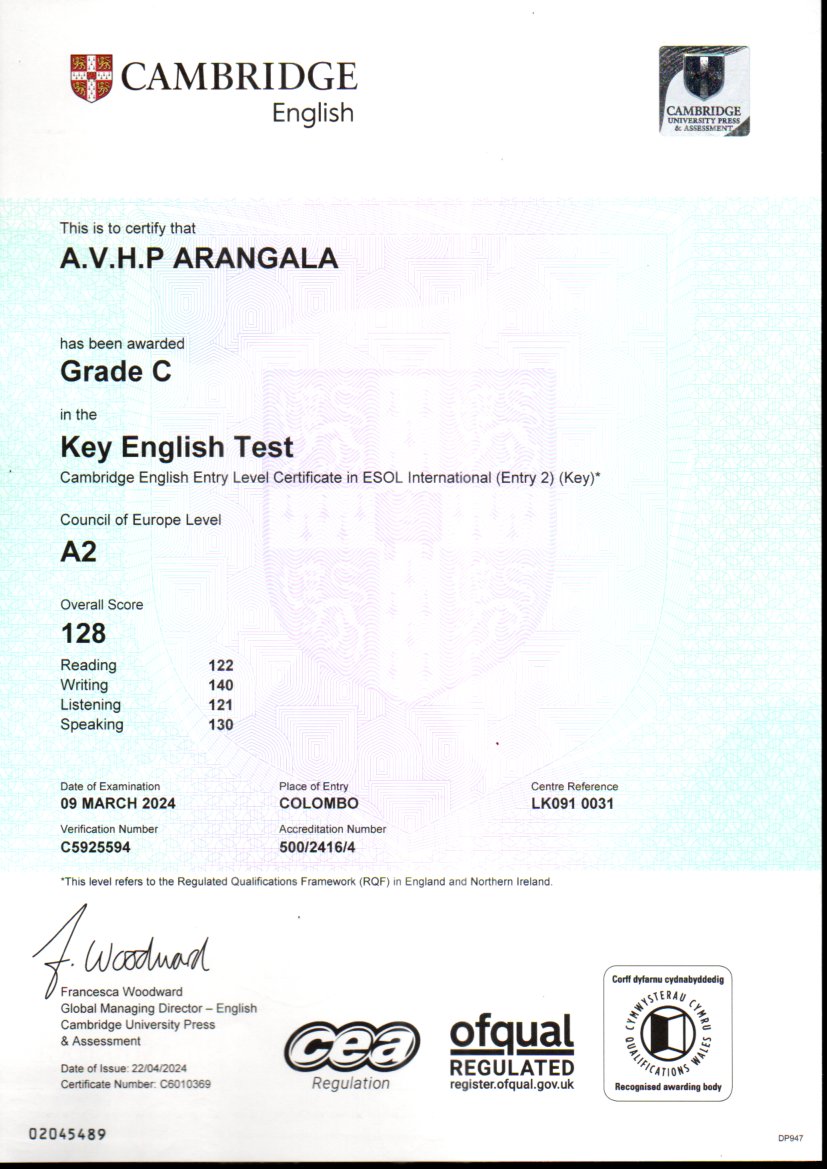 CAMBRIDGE
English
CAMBRIDGE
UNIVERSITY PRESS
& ASSESSMENT
This is to certify that
A.V.H.P ARANGALA
has been awarded
Grade C
in the
Key English Test
Cambridge English Entry Level Certificate in ESOL International (Entry 2) (Key)*
Council of Europe Level
A2
Overall Score
128
Reading 122
Writing 140
Listening 121
Speaking 130
Date of Examination Place of Entry Centre Reference
09 MARCH 2024 COLOMBO LK091 0031
Verification Number Accreditation Number
C5925594 500/2416/4
*This level refers to the Regulated Qualifications Framework (RQF) in England and Northern Ireland.
F. Woodward
Francesca Woodward
Global Managing Director – English
Cambridge University Press
& Assessment
Date of Issue: 22/04/2024
Certificate Number: C6010369
cea
Regulation
ofqual
REGULATED
register.ofqual.gov.uk
Corff dyfarnu cydnabyddedig
CYMWYSTERAU CYMRU
QUALIFICATIONS WALES
Recognised awarding body
02045489
DP947